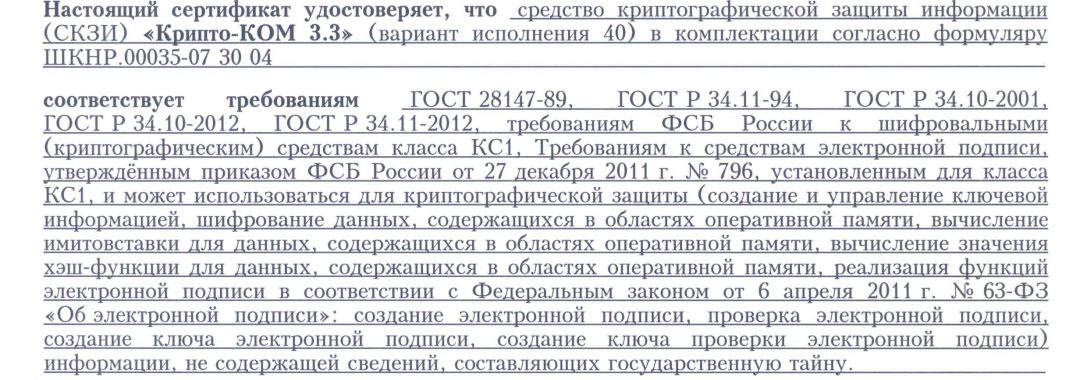 Настоящий сертификат удостоверяет, что средство криптографической защиты информации
(СКЗИ) «Крипто-КОМ 3.3» (вариант исполнения 40) в комплектации согласно формуляру
ШКНР.00035-07 30 04
соответствует требованиям ГОСТ 28147-89, ГОСТ Р 34.11-94, ГОСТ Р 34.10-2001,
ГОСТ Р 34.10-2012, ГОСТ Р 34.11-2012, требованиям ФСБ России к шифровальными
(криптографическим) средствам класса КС1, Требованиям к средствам электронной подписи,
утверждённым приказом ФСБ России от 27 декабря 2011 г. № 796, установленным для класса
КС1, и может использоваться для криптографической защиты (создание и управление ключевой
информацией, шифрование данных, содержащихся в областях оперативной памяти, вычисление
имитовставки для данных, содержащихся в областях оперативной памяти, вычисление значения
хэш-функции для данных, содержащихся в областях оперативной памяти, реализация функций
электронной подписи в соответствии с Федеральным законом от 6 апреля 2011 г. № 63-ФЗ
«Об электронной подписи»: создание электронной подписи, проверка электронной подписи,
создание ключа электронной подписи, создание ключа проверки электронной подписи)
информации, не содержащей сведений, составляющих государственную тайну.